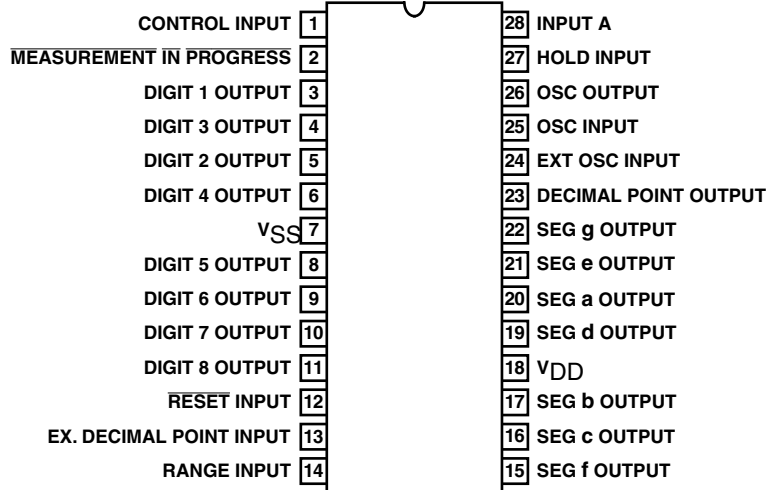 CONTROL INPUT 1 28 INPUT A
MEASUREMENT IN PROGRESS 2 27 HOLD INPUT
DIGIT 1 OUTPUT 3 26 OSC OUTPUT
DIGIT 3 OUTPUT 4 25 OSC INPUT
DIGIT 2 OUTPUT 5 24 EXT OSC INPUT
DIGIT 4 OUTPUT 6 23 DECIMAL POINT OUTPUT
VSS 7 22 SEG g OUTPUT
DIGIT 5 OUTPUT 8 21 SEG e OUTPUT
DIGIT 6 OUTPUT 9 20 SEG a OUTPUT
DIGIT 7 OUTPUT 10 19 SEG d OUTPUT
DIGIT 8 OUTPUT 11 18 VDD
RESET INPUT 12 17 SEG b OUTPUT
EX. DECIMAL POINT INPUT 13 16 SEG c OUTPUT
RANGE INPUT 14 15 SEG f OUTPUT